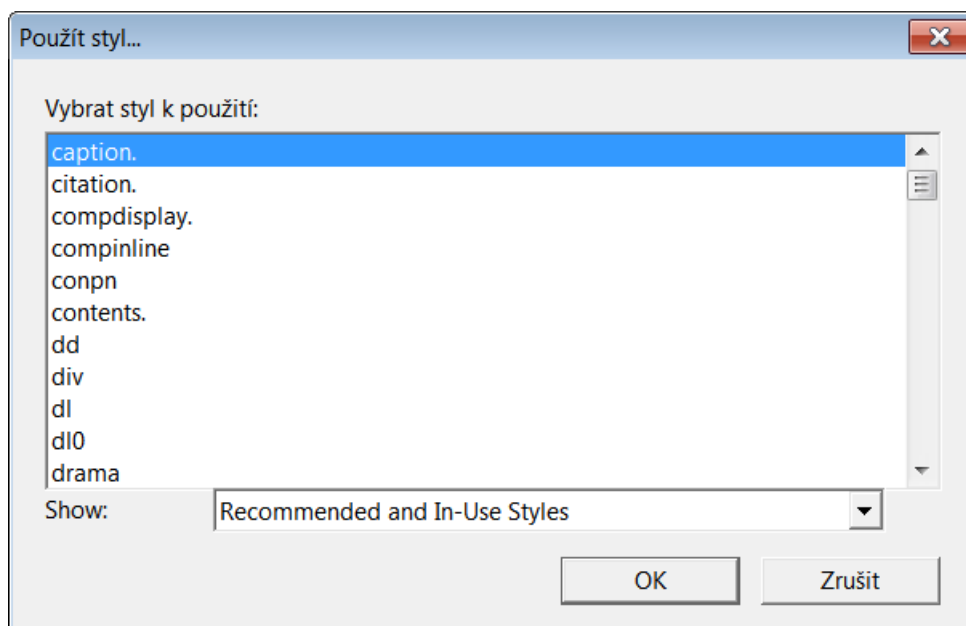 Použít styl...
Vybrat styl k použití:
caption.
citation.
compdisplay.
compinline
conpn
contents.
dd
div
dl
dl0
drama
Show: Recommended and In-Use Styles
OK Zrušit